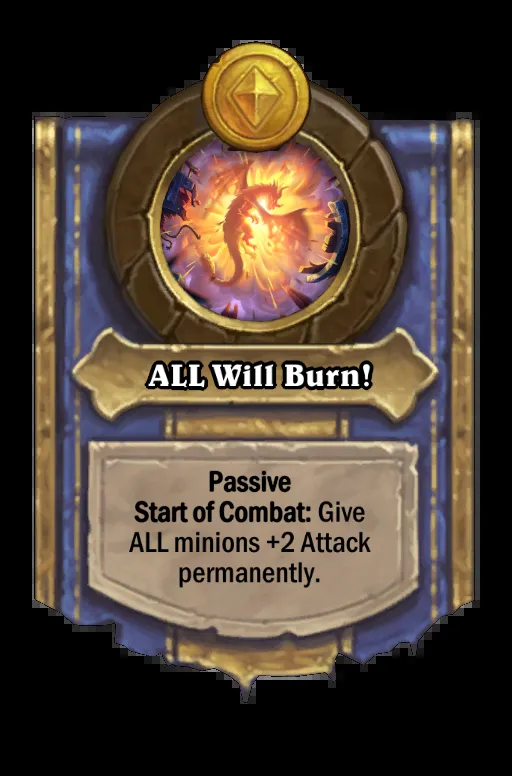 ALL Will Burn!
Passive
Start of Combat: Give
ALL minions +2 Attack
permanently.